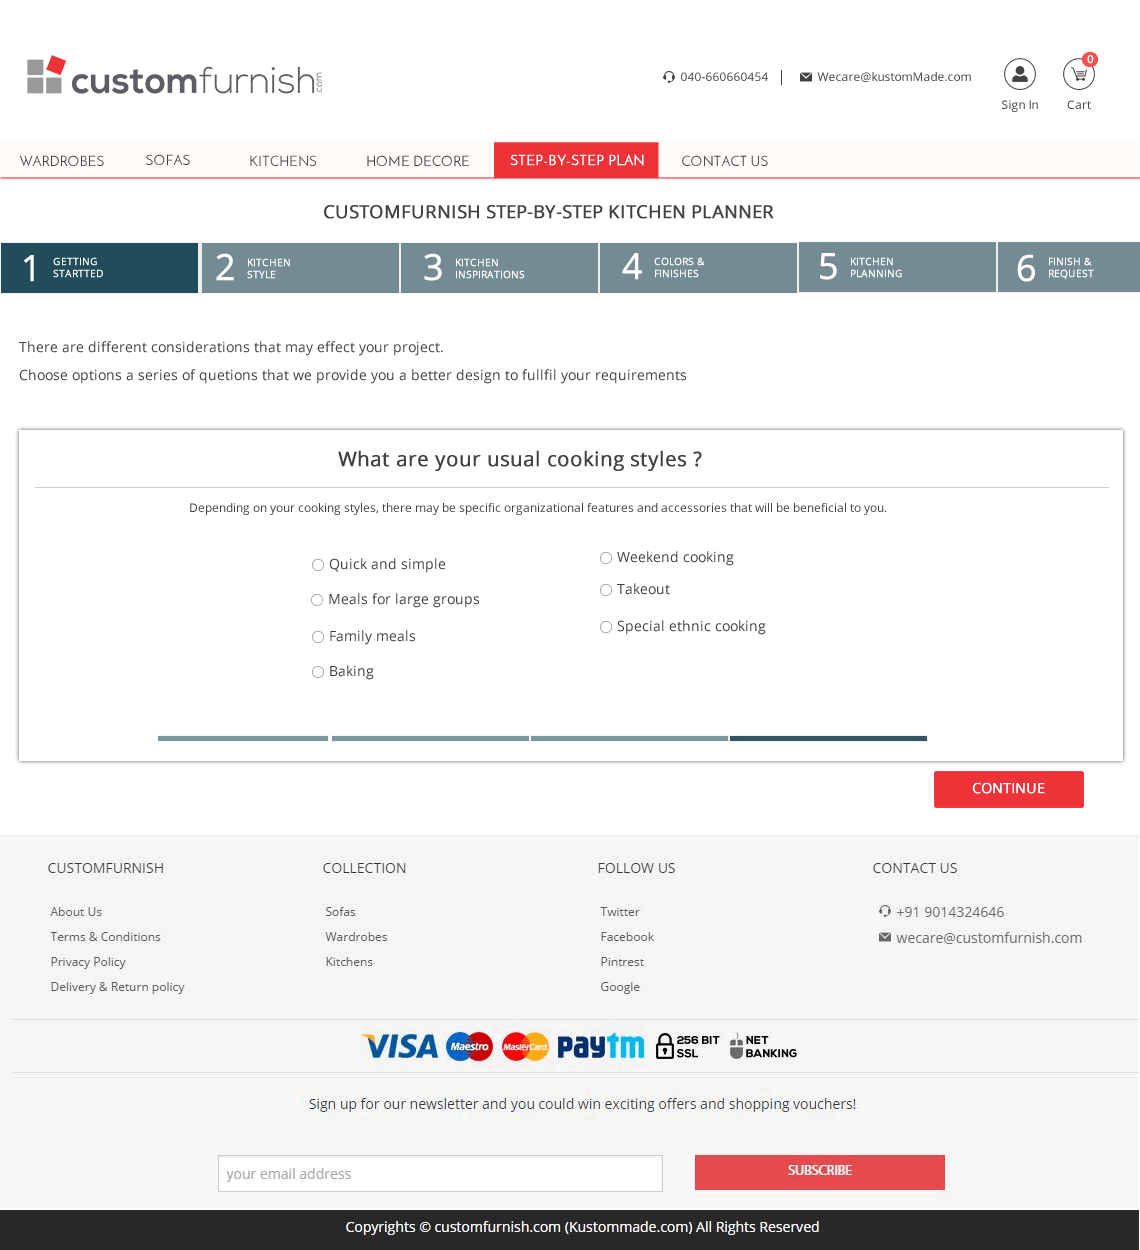 customfurnish.com
040-660660454 | Wecare@kustomMade.com
0
Sign In
Cart
WARDROBES
SOFAS
KITCHENS
HOME DECORE
STEP-BY-STEP PLAN
CONTACT US
CUSTOMFURNISH STEP-BY-STEP KITCHEN PLANNER
1 GETTING
STARTTED
2 KITCHEN
STYLE
3 KITCHEN
INSPIRATIONS
4 COLORS &
FINISHES
5 KITCHEN
PLANNING
6 FINISH &
REQUEST
There are different considerations that may effect your project.
Choose options a series of quetions that we provide you a better design to fullfil your requirements
What are your usual cooking styles ?
Depending on your cooking styles, there may be specific organizational features and accessories that will be beneficial to you.
Quick and simple
Meals for large groups
Family meals
Baking
Weekend cooking
Takeout
Special ethnic cooking
CONTINUE
CUSTOMFURNISH
About Us
Terms & Conditions
Privacy Policy
Delivery & Return policy
COLLECTION
Sofas
Wardrobes
Kitchens
FOLLOW US
Twitter
Facebook
Pintrest
Google
CONTACT US
+91 9014324646
wecare@customfurnish.com
VISA
Maestro
MasterCard
paytm
256 BIT
SSL
NET
BANKING
Sign up for our newsletter and you could win exciting offers and shopping vouchers!
your email address
SUBSCRIBE
Copyrights © customfurnish.com (Kustommade.com) All Rights Reserved